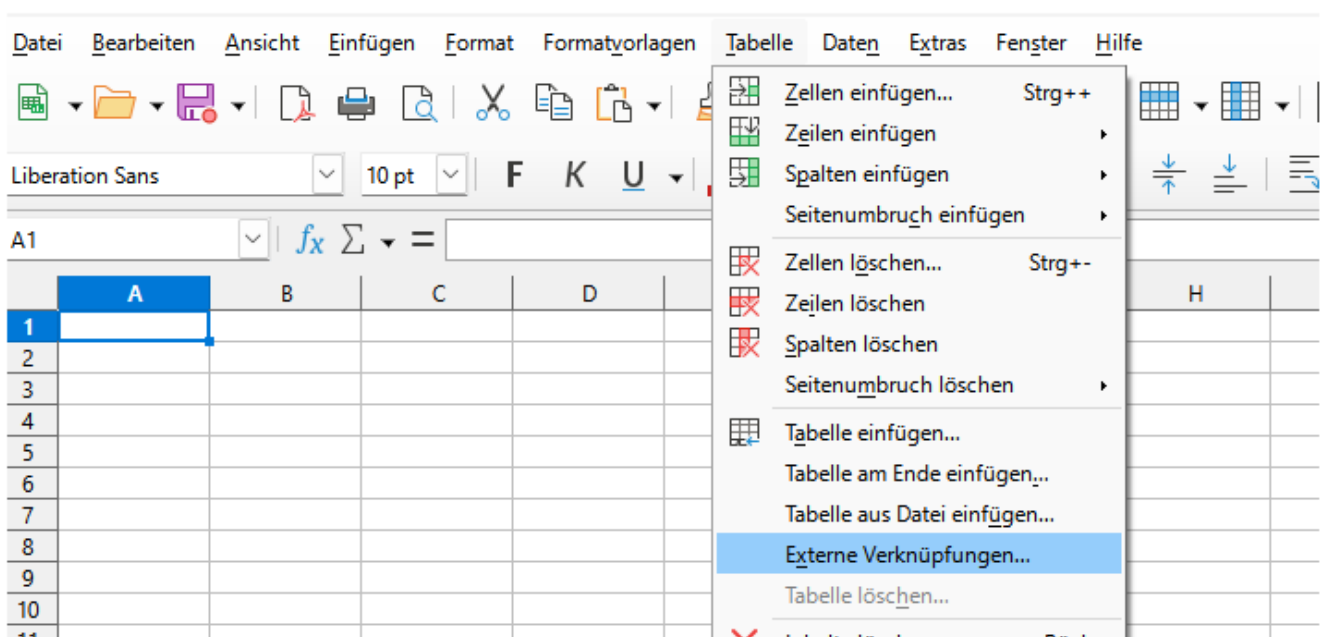 Datei Bearbeiten Ansicht Einfügen Format Formatvorlagen Tabelle Daten Extras Fenster Hilfe
Liberation Sans 10 pt F K U
A1 fx Σ =
A B C D H
1
2
3
4
5
6
7
8
9
10
Zellen einfügen... Strg++
Zeilen einfügen
Spalten einfügen
Seitenumbruch einfügen
Zellen löschen... Strg+-
Zeilen löschen
Spalten löschen
Seitenumbruch löschen
Tabelle einfügen...
Tabelle am Ende einfügen...
Tabelle aus Datei einfügen...
Externe Verknüpfungen...
Tabelle löschen...